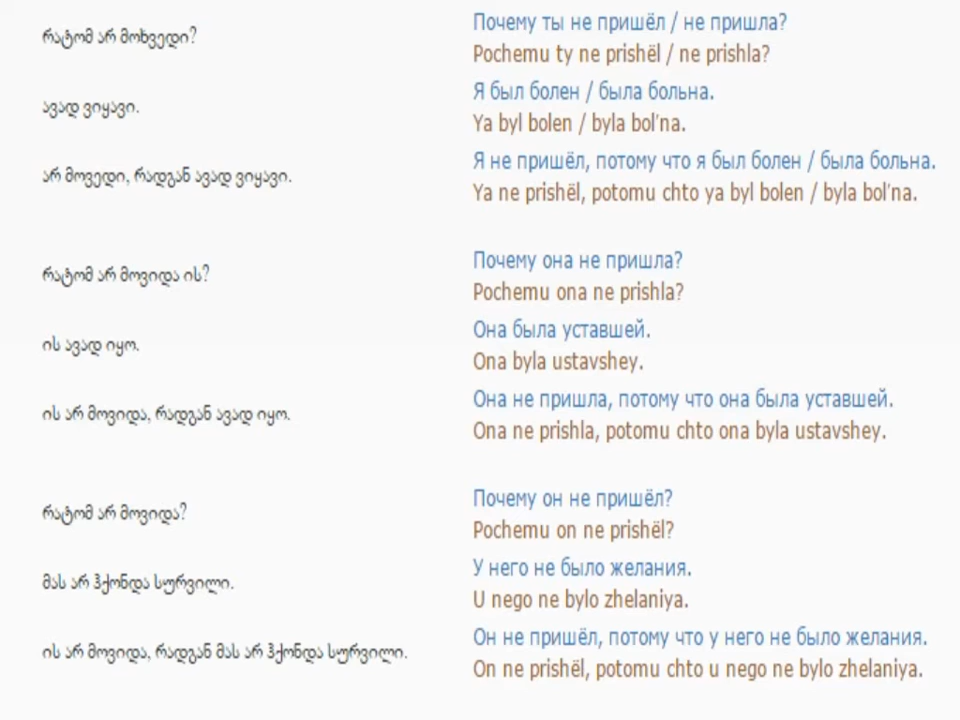 რატომ არ მოხვედი?
Почему ты не пришёл / не пришла?
Pochemu ty ne prishël / ne prishla?
ავად ვიყავი.
Я был болен / была больна.
Ya byl bolen / byla bolʹna.
არ მოვედი, რადგან ავად ვიყავი.
Я не пришёл, потому что я был болен / была больна.
Ya ne prishël, potomu chto ya byl bolen / byla bolʹna.
რატომ არ მოვიდა ის?
Почему она не пришла?
Pochemu ona ne prishla?
ის ავად იყო.
Она была уставшей.
Ona byla ustavshey.
ის არ მოვიდა, რადგან ავად იყო.
Она не пришла, потому что она была уставшей.
Ona ne prishla, potomu chto ona byla ustavshey.
რატომ არ მოვიდა?
Почему он не пришёл?
Pochemu on ne prishël?
მას არ ჰქონდა სურვილი.
У него не было желания.
U nego ne bylo zhelaniya.
ის არ მოვიდა, რადგან მას არ ჰქონდა სურვილი.
Он не пришёл, потому что у него не было желания.
On ne prishël, potomu chto u nego ne bylo zhelaniya.